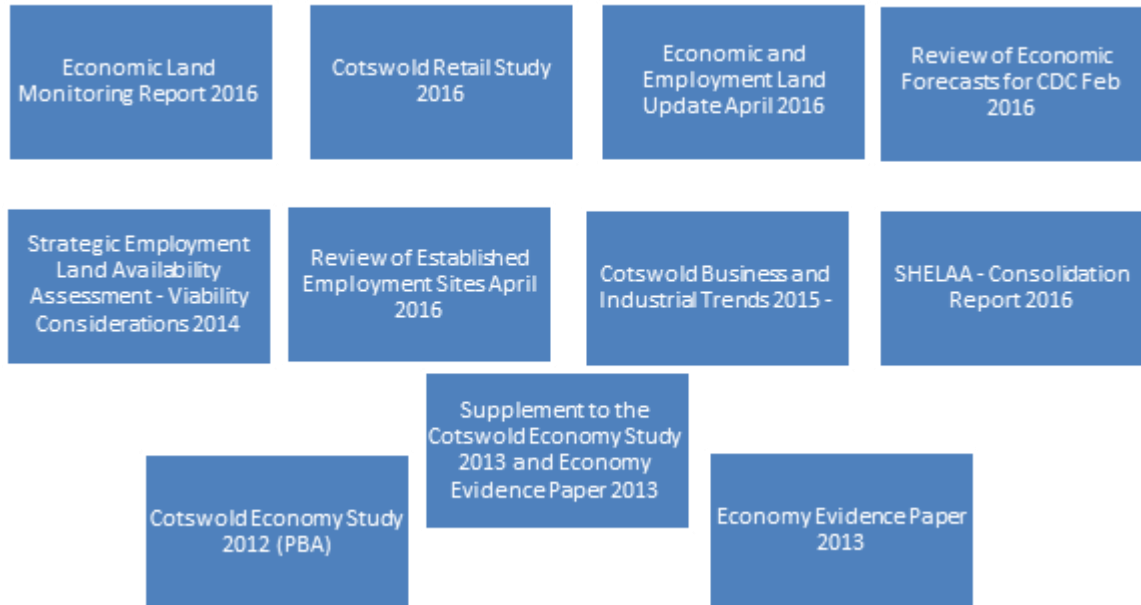 Economic Land
Monitoring Report 2016
Cotswold Retail Study
2016
Economic and
Employment Land
Update April 2016
Review of Economic
Forecasts for CDC Feb
2016
Strategic Employment
Land Availability
Assessment - Viability
Considerations 2014
Review of Established
Employment Sites April
2016
Cotswold Business and
Industrial Trends 2015 -
SHELAA - Consolidation
Report 2016
Supplement to the
Cotswold Economy Study
2013 and Economy
Evidence Paper 2013
Cotswold Economy Study
2012 (PBA)
Economy Evidence Paper
2013